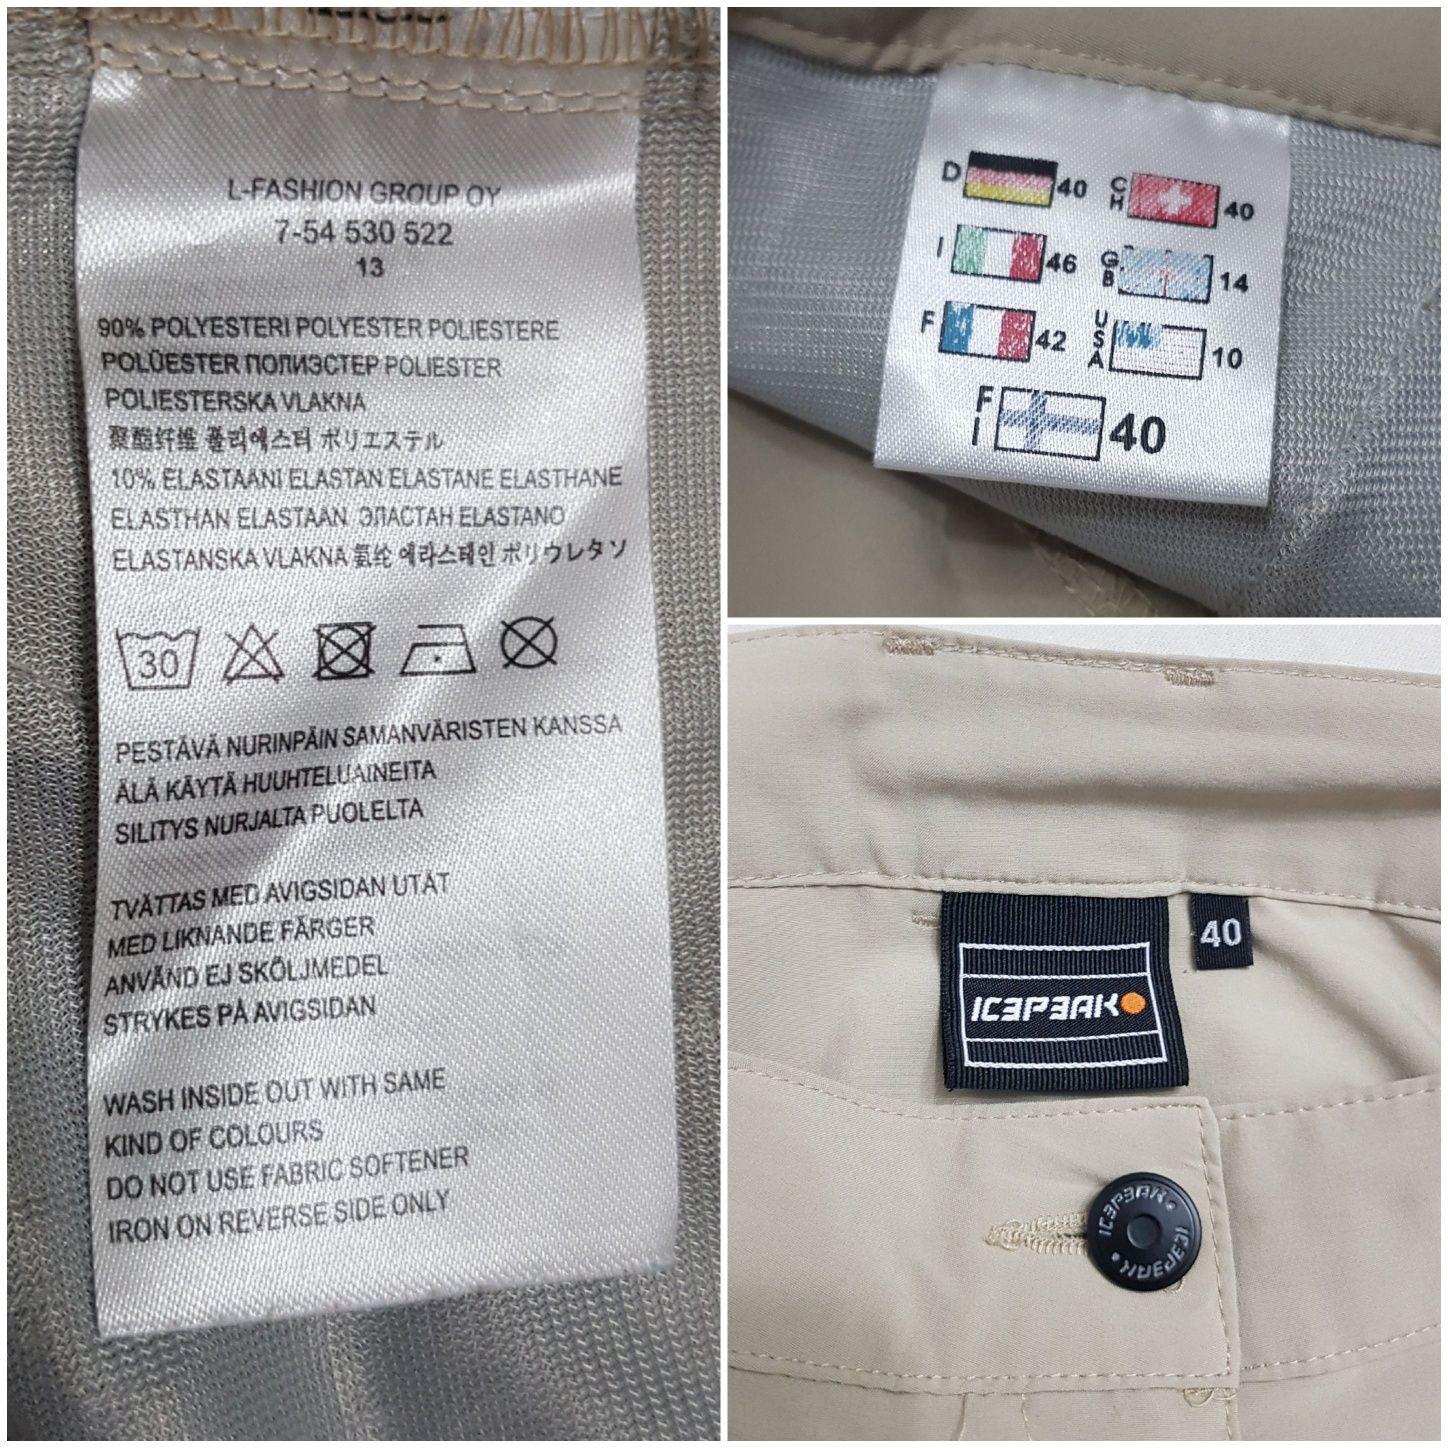 L-FASHION GROUP OY
7-54 530 522
13
90% POLYESTERI POLYESTER POLIESTERE
POLÜESTER ПОЛИЭСТЕР POLIESTER
POLIESTERSKA VLAKNA
聚酯纤维 폴리에스터 ポリエステル
10% ELASTAANI ELASTAN ELASTANE ELASTHANE
ELASTHAN ELASTAAN ЭЛАСТАН ELASTANO
ELASTANSKA VLAKNA 氨纶 에라스테인 ポリウレタン
30
PESTÄVÄ NURINPÄIN SAMANVÄRISTEN KANSSA
ÄLÄ KÄYTÄ HUUHTELUAINEITA
SILITYS NURJALTA PUOLELTA
TVÄTTAS MED AVIGSIDAN UTÅT
MED LIKNANDE FÄRGER
ANVÄND EJ SKÖLJMEDEL
STRYKES PÅ AVIGSIDAN
WASH INSIDE OUT WITH SAME
KIND OF COLOURS
DO NOT USE FABRIC SOFTENER
IRON ON REVERSE SIDE ONLY
D 40 CH 40
I 46 GB 14
F 42 USA 10
FI 40
ICEPEAK
40
ICEPEAK
ICEPEAK